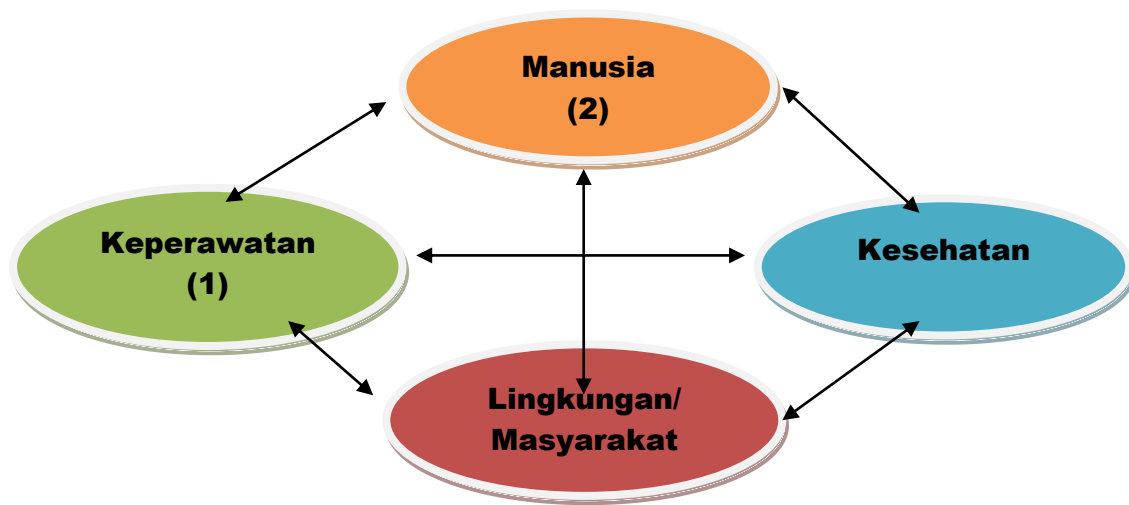 Manusia
(2)
Keperawatan
(1)
Kesehatan
Lingkungan/
Masyarakat